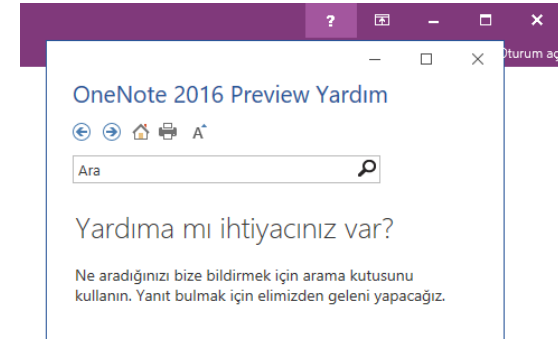 ?
Oturum aç
OneNote 2016 Preview Yardım
A
Ara
Yardıma mı ihtiyacınız var?
Ne aradığınızı bize bildirmek için arama kutusunu
kullanın. Yanıt bulmak için elimizden geleni yapacağız.